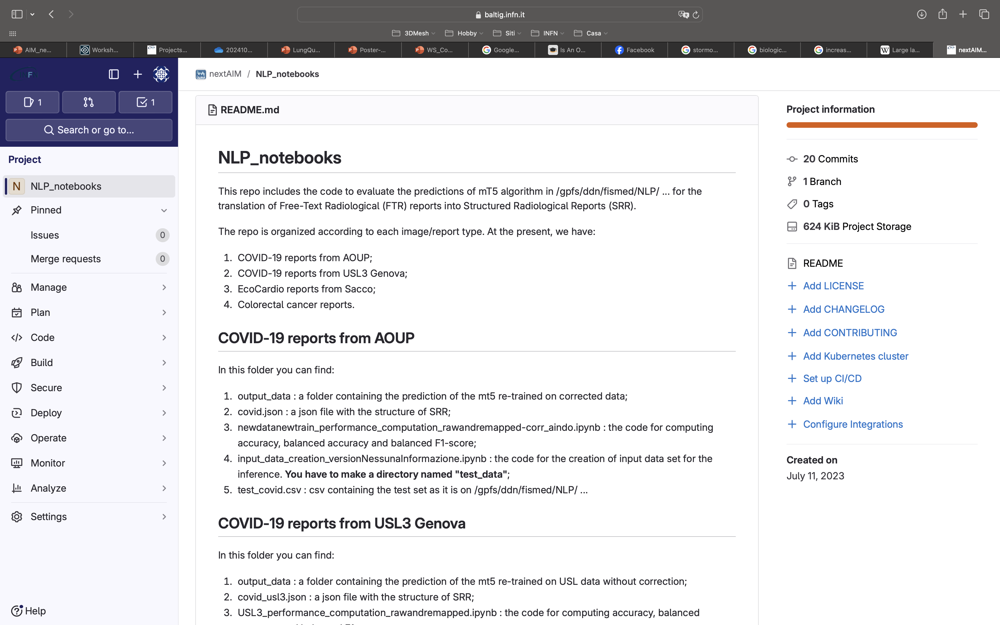 baltig.infn.it
3DMesh
Hobby
Siti
INFN
Casa
AIM_ne...
Worksh...
Projects...
202410...
LungQu...
Poster-...
WS_Co...
Google...
Is An O...
Facebook
stormo...
biologic...
increas...
Large la...
nextAIM...
nextAIM / NLP_notebooks
1
1
Search or go to...
Project
N NLP_notebooks
Pinned
Issues 0
Merge requests 0
Manage
Plan
Code
Build
Secure
Deploy
Operate
Monitor
Analyze
Settings
Help
README.md
NLP_notebooks
This repo includes the code to evaluate the predictions of mT5 algorithm in /gpfs/ddn/fismed/NLP/ ... for the
translation of Free-Text Radiological (FTR) reports into Structured Radiological Reports (SRR).
The repo is organized according to each image/report type. At the present, we have:
1. COVID-19 reports from AOUP;
2. COVID-19 reports from USL3 Genova;
3. EcoCardio reports from Sacco;
4. Colorectal cancer reports.
COVID-19 reports from AOUP
In this folder you can find:
1. output_data : a folder containing the prediction of the mt5 re-trained on corrected data;
2. covid.json : a json file with the structure of SRR;
3. newdatanewtrain_performance_computation_rawandremapped-corr_aindo.ipynb : the code for computing
accuracy, balanced accuracy and balanced F1-score;
4. input_data_creation_versionNessunaInformazione.ipynb : the code for the creation of input data set for the
inference. You have to make a directory named "test_data";
5. test_covid.csv : csv containing the test set as it is on /gpfs/ddn/fismed/NLP/ ...
COVID-19 reports from USL3 Genova
In this folder you can find:
1. output_data : a folder containing the prediction of the mt5 re-trained on USL data without correction;
2. covid_usl3.json : a json file with the structure of SRR;
3. USL3_performance_computation_rawandremapped.ipynb : the code for computing accuracy, balanced
Project information
20 Commits
1 Branch
0 Tags
624 KiB Project Storage
README
Add LICENSE
Add CHANGELOG
Add CONTRIBUTING
Add Kubernetes cluster
Set up CI/CD
Add Wiki
Configure Integrations
Created on
July 11, 2023